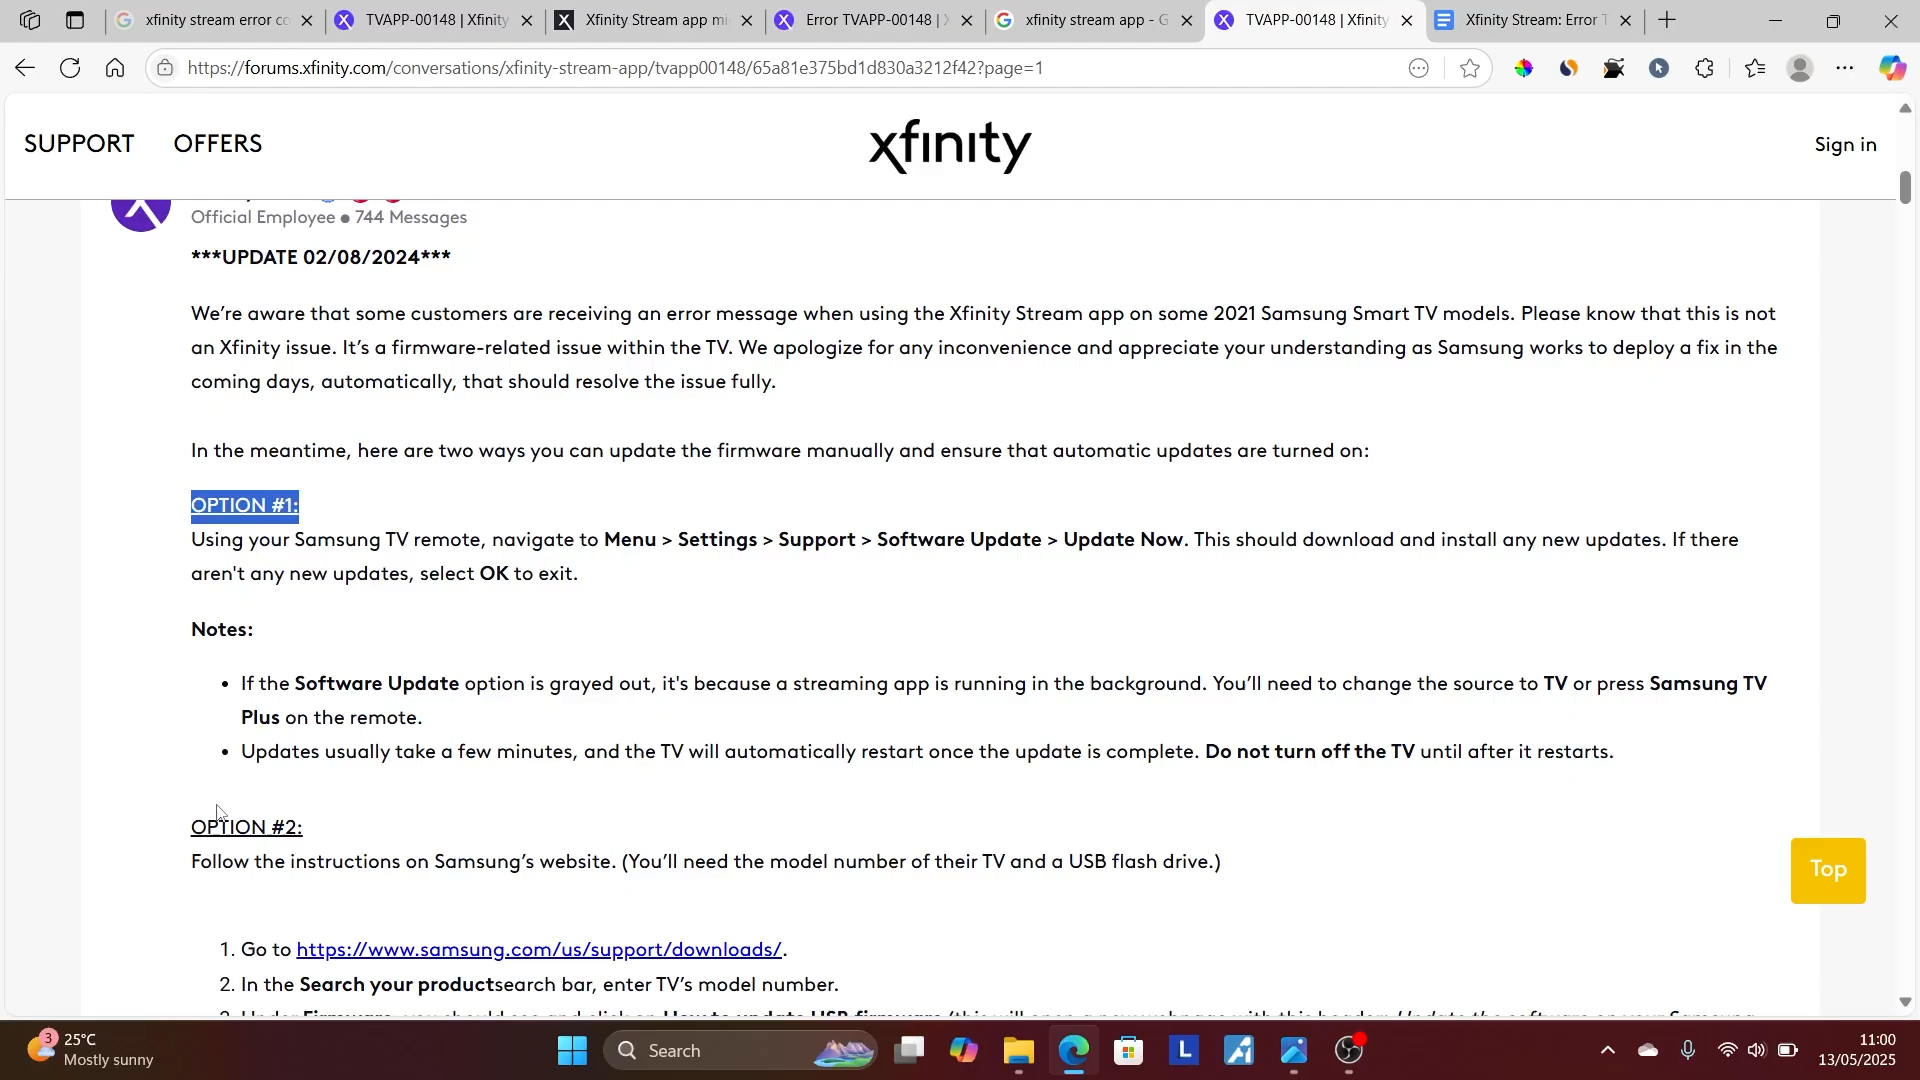 xfinity stream error co
TVAPP-00148 | Xfinity
Xfinity Stream app mi
Error TVAPP-00148 | X
xfinity stream app - G
TVAPP-00148 | Xfinity
Xfinity Stream: Error T
https://forums.xfinity.com/conversations/xfinity-stream-app/tvapp00148/65a81e375bd1d830a3212f42?page=1
SUPPORT
OFFERS
xfinity
Sign in
Official Employee • 744 Messages
***UPDATE 02/08/2024***
We’re aware that some customers are receiving an error message when using the Xfinity Stream app on some 2021 Samsung Smart TV models. Please know that this is not
an Xfinity issue. It’s a firmware-related issue within the TV. We apologize for any inconvenience and appreciate your understanding as Samsung works to deploy a fix in the
coming days, automatically, that should resolve the issue fully.
In the meantime, here are two ways you can update the firmware manually and ensure that automatic updates are turned on:
OPTION #1:
Using your Samsung TV remote, navigate to Menu > Settings > Support > Software Update > Update Now. This should download and install any new updates. If there
aren't any new updates, select OK to exit.
Notes:
• If the Software Update option is grayed out, it's because a streaming app is running in the background. You’ll need to change the source to TV or press Samsung TV
Plus on the remote.
• Updates usually take a few minutes, and the TV will automatically restart once the update is complete. Do not turn off the TV until after it restarts.
OPTION #2:
Follow the instructions on Samsung’s website. (You’ll need the model number of their TV and a USB flash drive.)
Top
1. Go to https://www.samsung.com/us/support/downloads/.
2. In the Search your productsearch bar, enter TV’s model number.
3
25°C
Mostly sunny
Search
L
11:00
13/05/2025